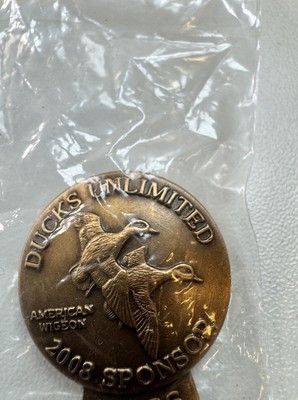 DUCKS UNLIMITED
AMERICAN
WIGEON
2008 SPONSOR